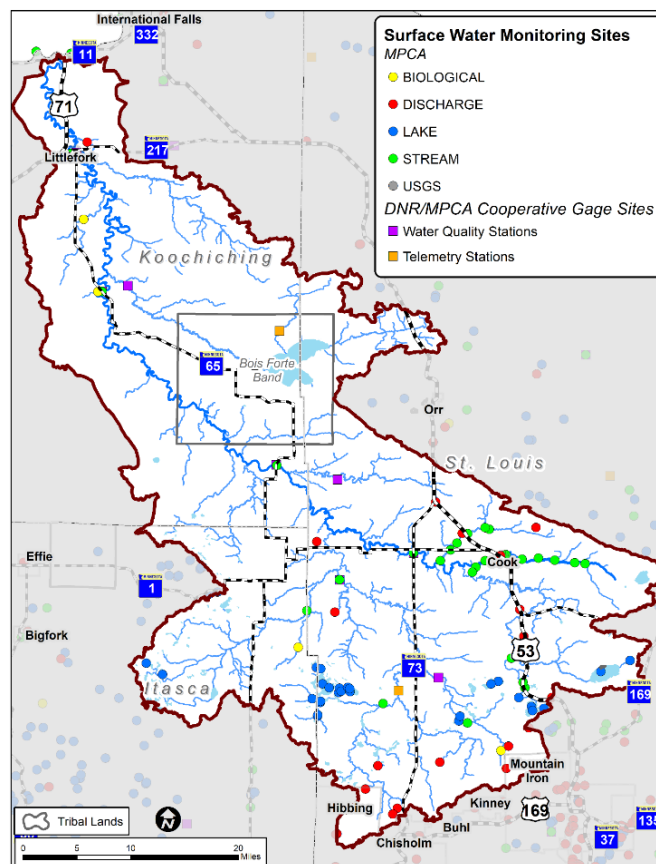 International Falls
332
11
71
Littlefork
217
Surface Water Monitoring Sites
MPCA
BIOLOGICAL
DISCHARGE
LAKE
STREAM
USGS
DNR/MPCA Cooperative Gage Sites
Water Quality Stations
Telemetry Stations
Koochiching
65
Bois Forte
Band
Orr
St. Louis
Effie
1
Cook
Bigfork
53
73
Itasca
169
Mountain
Iron
Hibbing
Kinney
169
Buhl
135
Chisholm
37
Tribal Lands
0 5 10 20
Miles